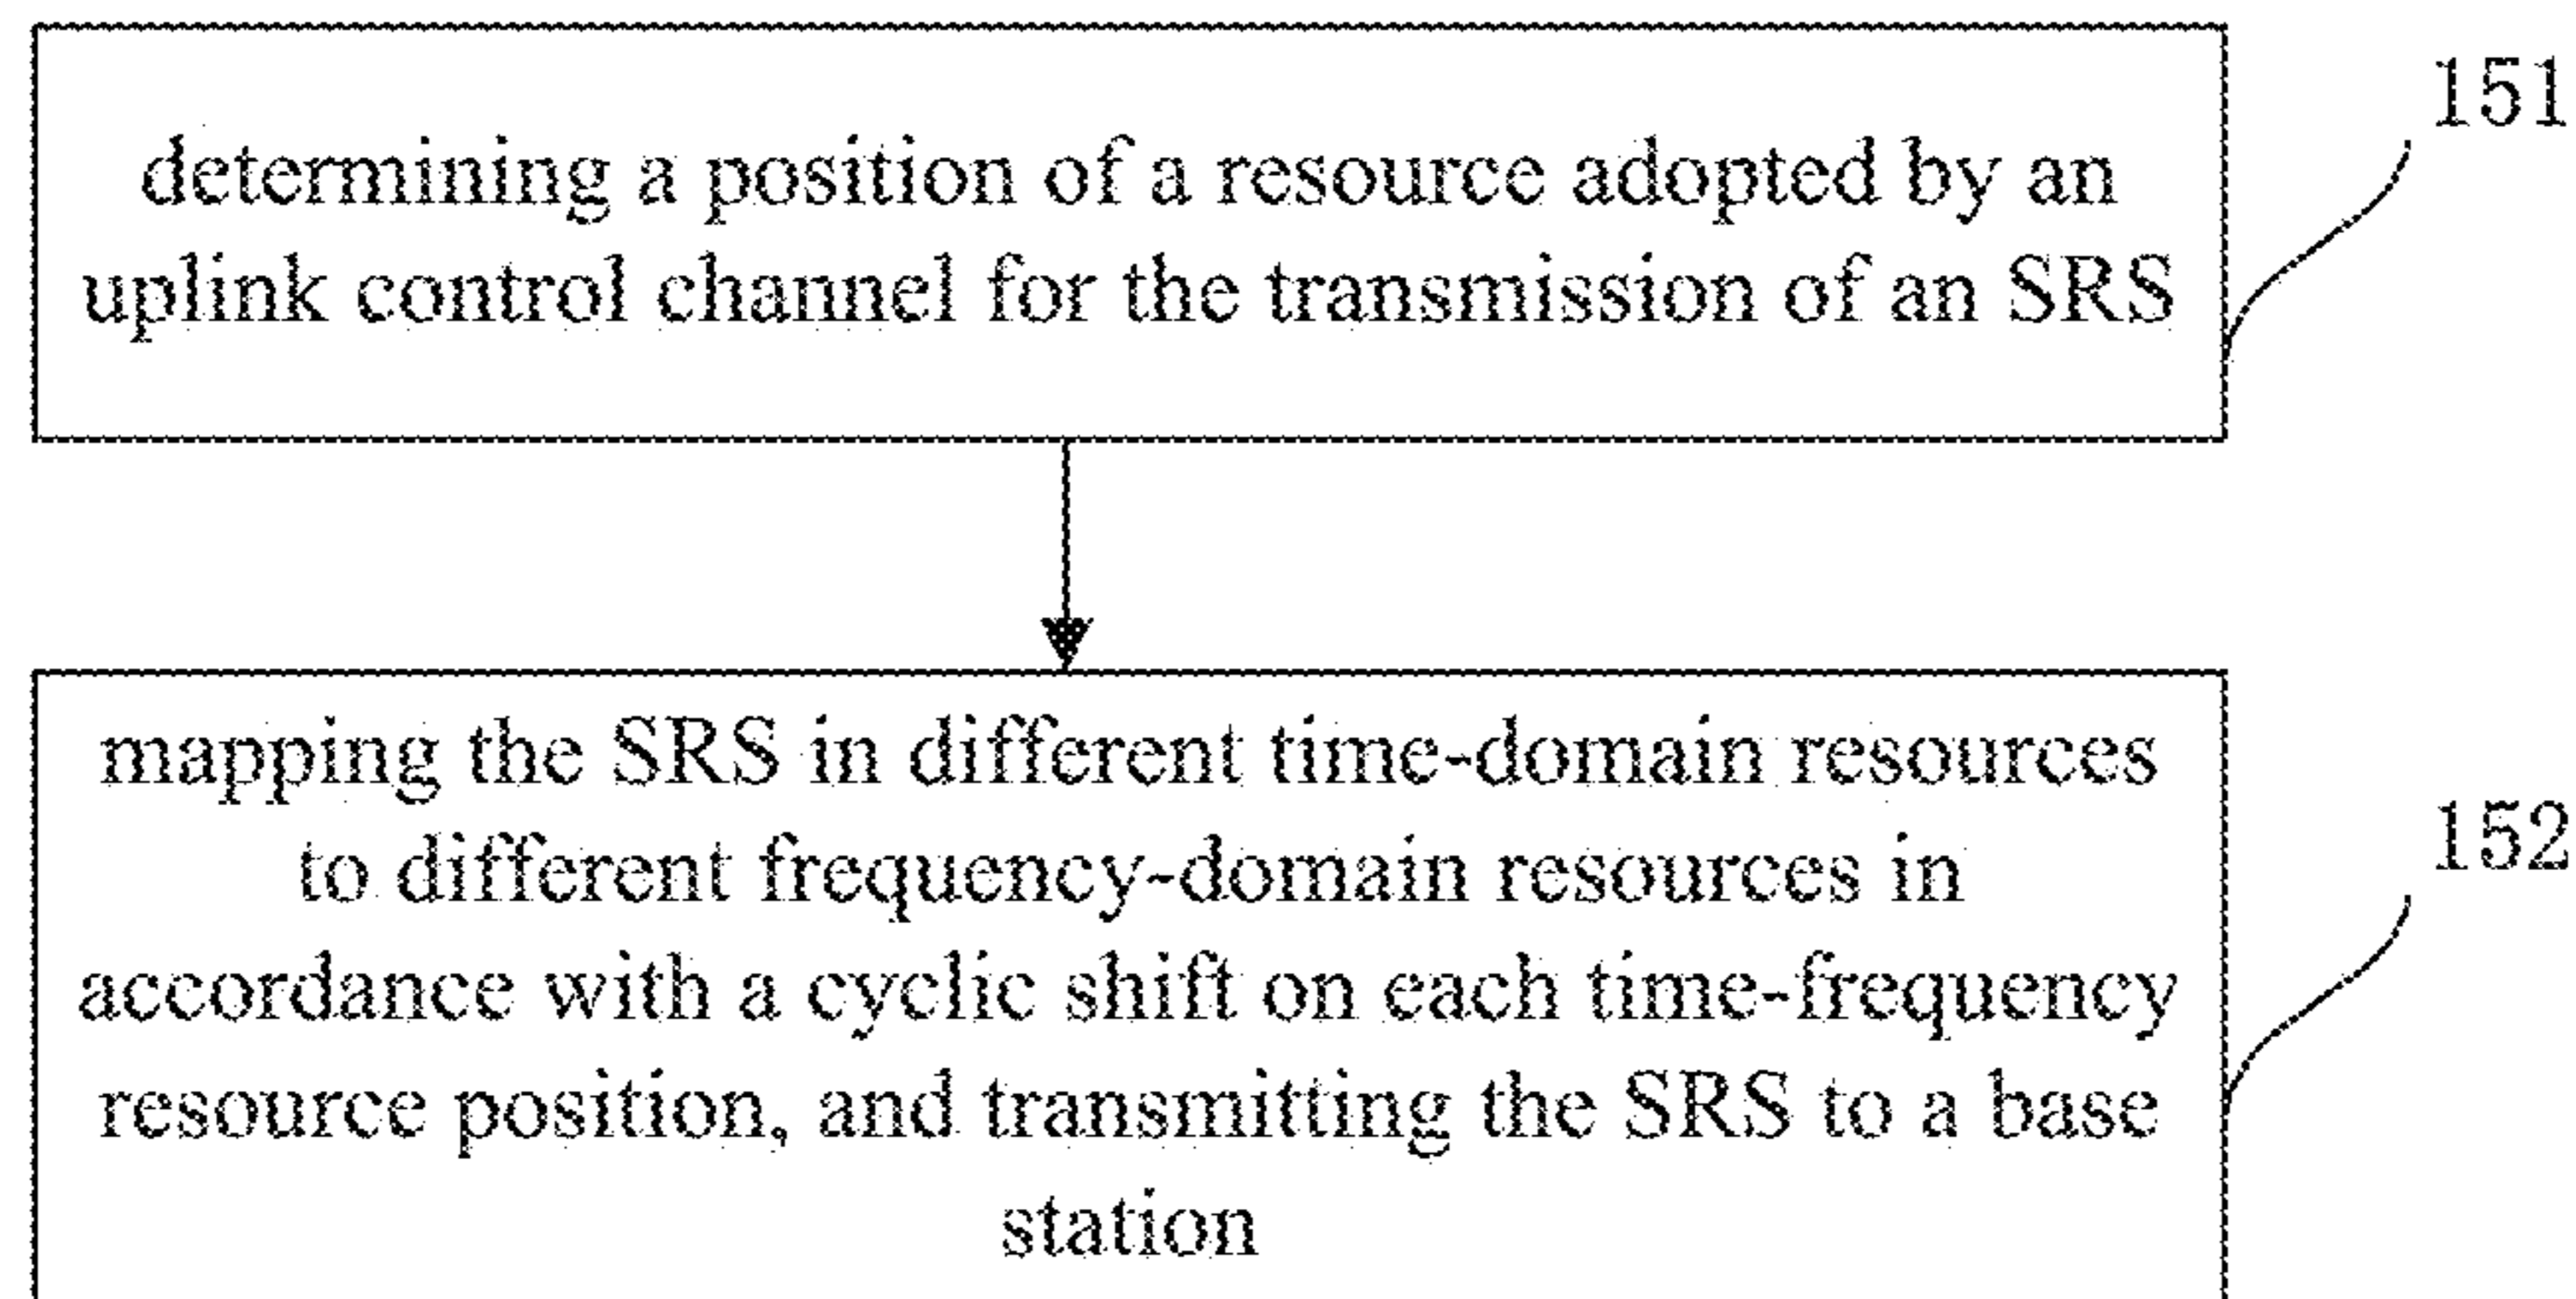 151
determining a position of a resource adopted by an
uplink control channel for the transmission of an SRS
mapping the SRS in different time-domain resources
to different frequency-domain resources in
accordance with a cyclic shift on each time-frequency
resource position, and transmitting the SRS to a base
station
152